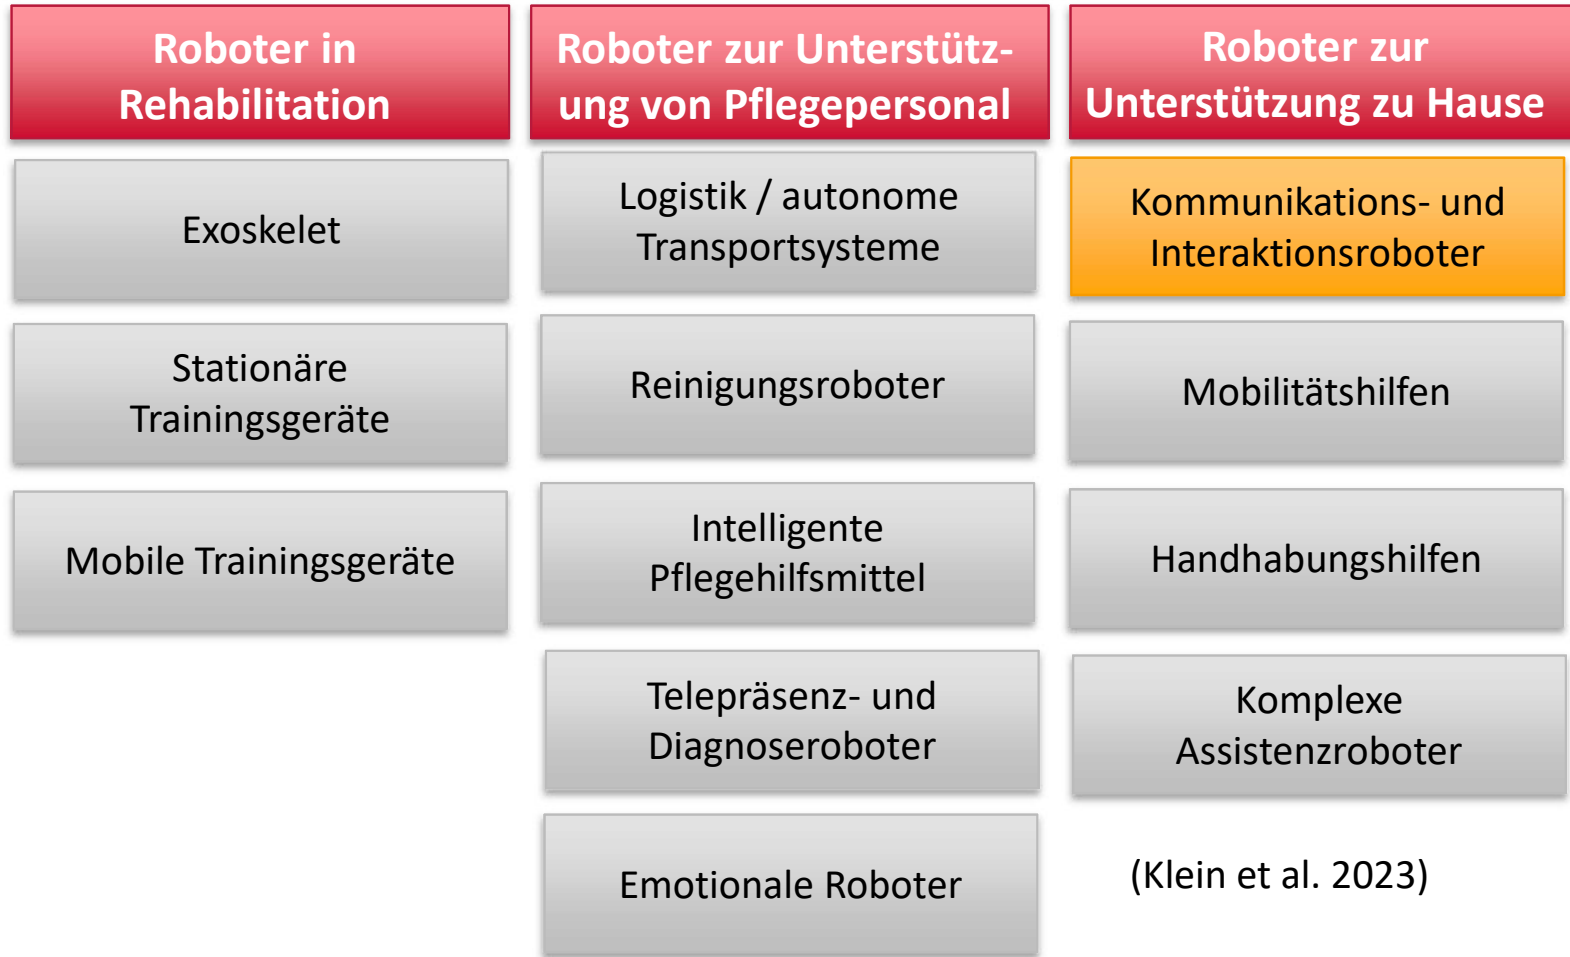 Roboter in
Rehabilitation
Exoskelet
Stationäre
Trainingsgeräte
Mobile Trainingsgeräte
Roboter zur Unterstütz-
ung von Pflegepersonal
Logistik / autonome
Transportsysteme
Reinigungsroboter
Intelligente
Pflegehilfsmittel
Telepräsenz- und
Diagnoseroboter
Emotionale Roboter
Roboter zur
Unterstützung zu Hause
Kommunikations- und
Interaktionsroboter
Mobilitätshilfen
Handhabungshilfen
Komplexe
Assistenzroboter
(Klein et al. 2023)